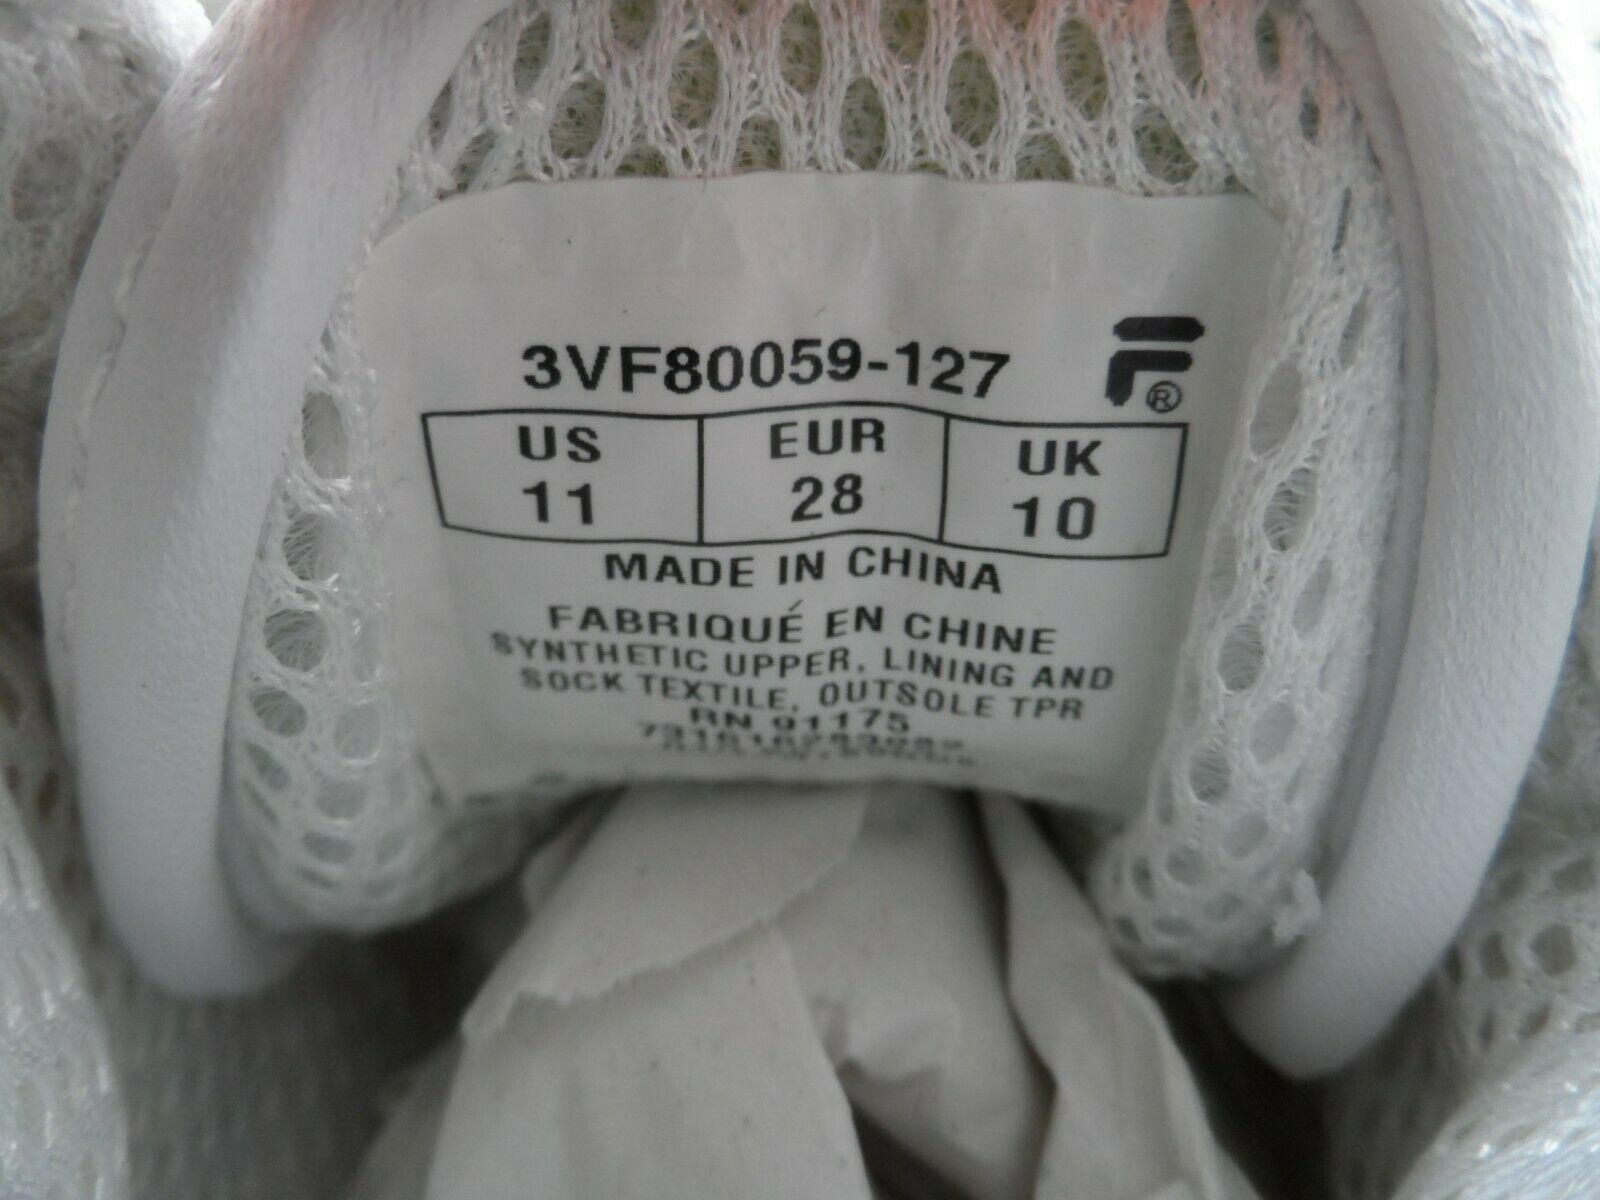 3VF80059-127
F ®
US EUR UK
11 28 10
MADE IN CHINA
FABRIQUÉ EN CHINE
SYNTHETIC UPPER, LINING AND
SOCK TEXTILE, OUTSOLE TPR
RN 91175